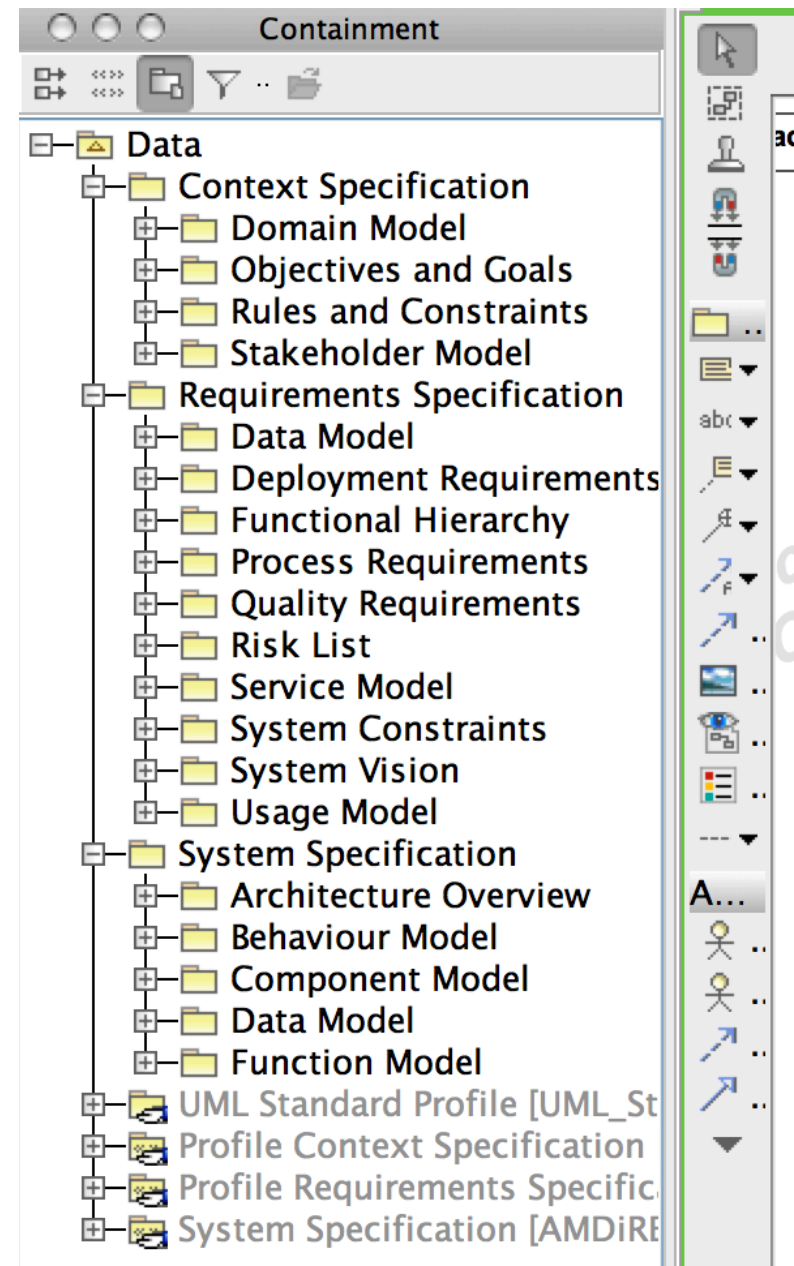 Containment
Data
Context Specification
Domain Model
Objectives and Goals
Rules and Constraints
Stakeholder Model
Requirements Specification
Data Model
Deployment Requirements
Functional Hierarchy
Process Requirements
Quality Requirements
Risk List
Service Model
System Constraints
System Vision
Usage Model
System Specification
Architecture Overview
Behaviour Model
Component Model
Data Model
Function Model
UML Standard Profile [UML_St
Profile Context Specification
Profile Requirements Specific
System Specification [AMDiRE
..
abc
A...